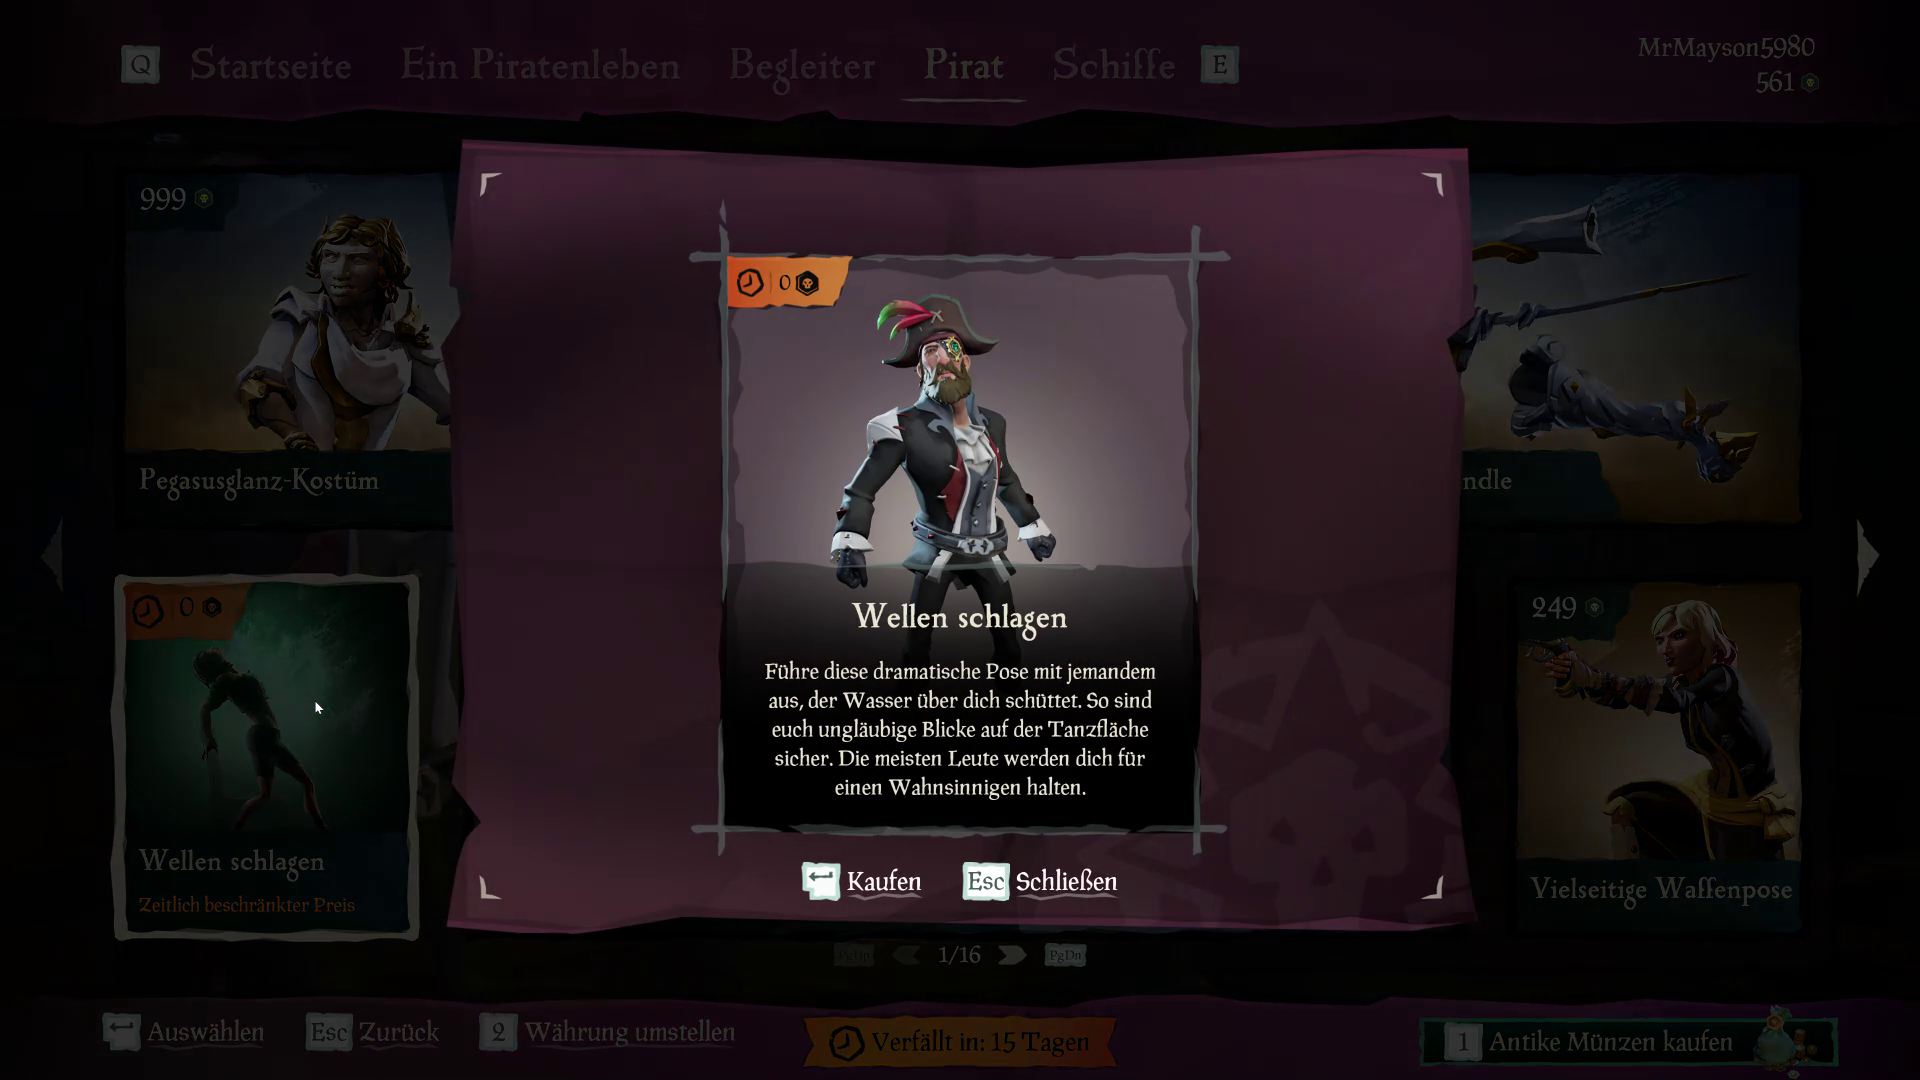 Q Startseite Ein Piratenleben Begleiter Pirat Schiffe E
MrMayson5980
561
999
Pegasusglanz-Kostüm
ndle
0
Wellen schlagen
Führe diese dramatische Pose mit jemandem
aus, der Wasser über dich schüttet. So sind
euch ungläubige Blicke auf der Tanzfläche
sicher. Die meisten Leute werden dich für
einen Wahnsinnigen halten.
Kaufen Esc Schließen
0
Wellen schlagen
Zeitlich beschränkter Preis
249
Vielseitige Waffenpose
PgUp 1/16 PgDn
Auswählen Esc Zurück 2 Währung umstellen
Verfällt in: 15 Tagen
1 Antike Münzen kaufen